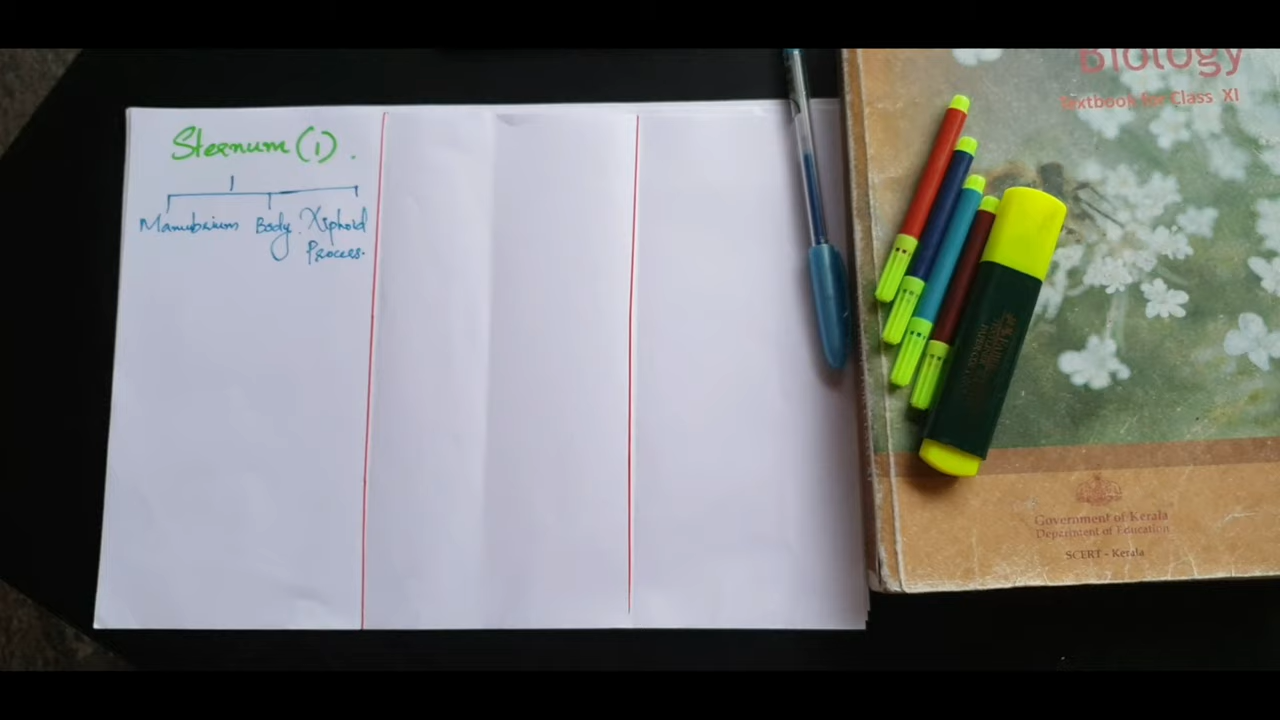 Sternum (1).
Manubrium Body. Xiphoid
Process.
Biology
Textbook for Class XI
Government of Kerala
Department of Education
SCERT - Kerala